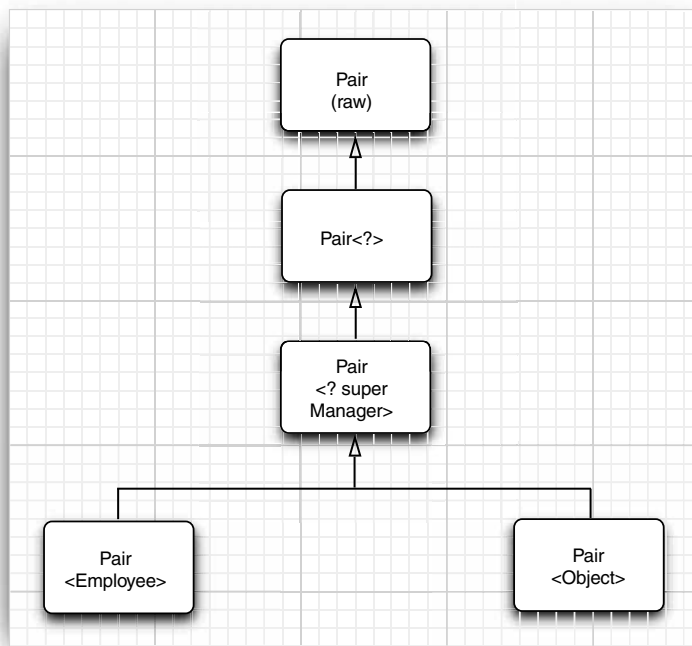 Pair
(raw)
Pair<?>
Pair
<? super
Manager>
Pair
<Employee>
Pair
<Object>